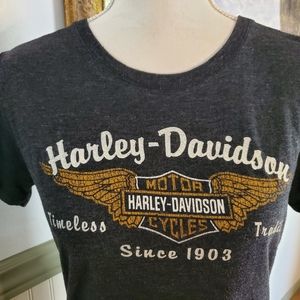 Harley-Davidson
MOTOR
HARLEY-DAVIDSON
CYCLES
Timeless
Since 1903